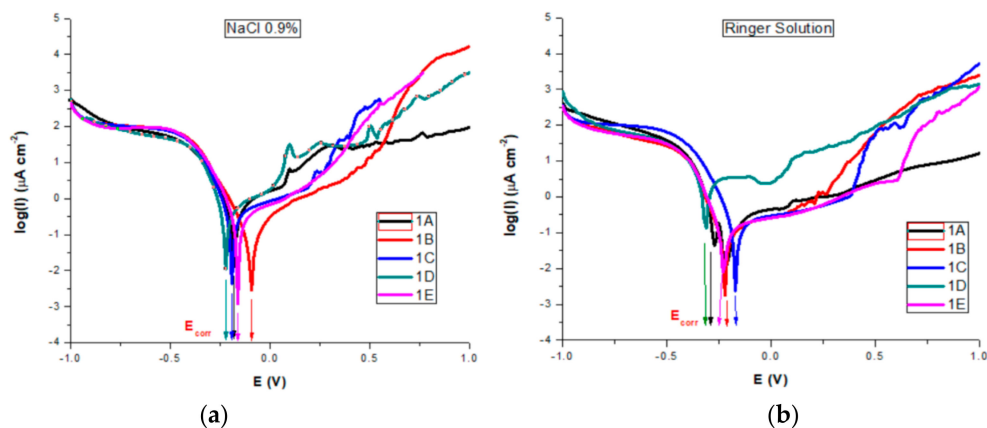 NaCl 0.9%
log(I) (μA cm⁻²)
5
4
3
2
1
0
-1
-2
-3
-4
1A
1B
1C
1D
1E
E corr
-1.0
-0.5
0.0
0.5
1.0
E (V)
(a)
Ringer Solution
log(I) (μA cm⁻²)
5
4
3
2
1
0
-1
-2
-3
-4
1A
1B
1C
1D
1E
E corr
-1.0
-0.5
0.0
0.5
1.0
E (V)
(b)